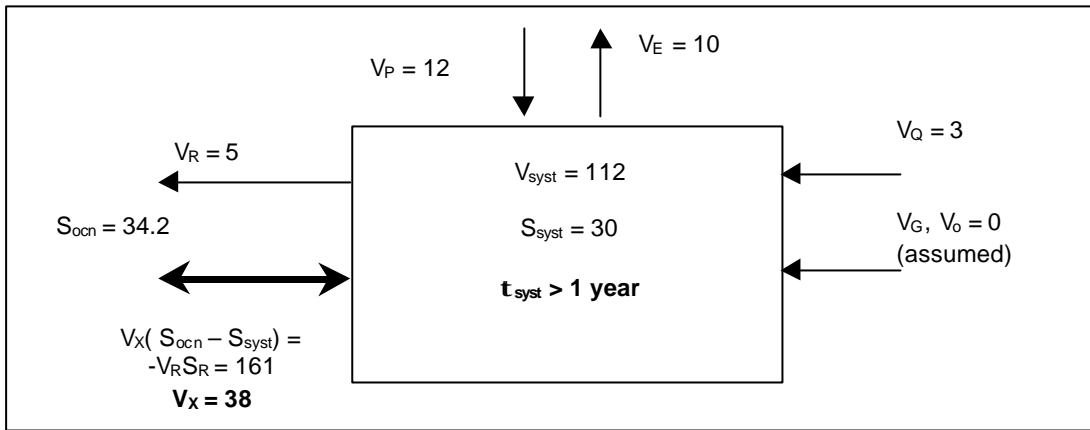 V_P = 12
V_E = 10
V_R = 5
V_Q = 3
V_syst = 112
S_ocn = 34.2
S_syst = 30
V_G, V_o = 0
(assumed)
τ_syst > 1 year
V_X( S_ocn – S_syst) =
-V_RS_R = 161
V_X = 38